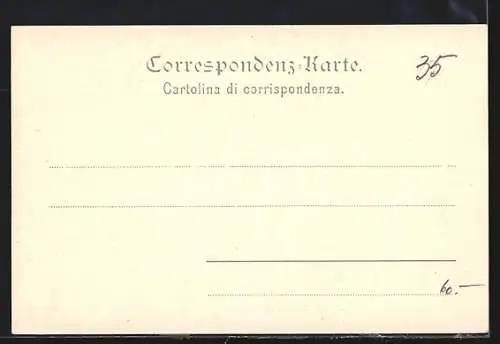 Correspondenz-Karte.
35
Cartolina di corrispondenza.
60.-